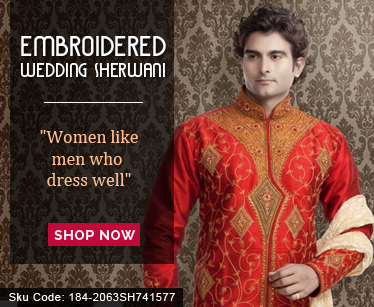 EMBROIDERED
WEDDING SHERWANI
"Women like
men who
dress well"
SHOP NOW
Sku Code: 184-2063SH741577